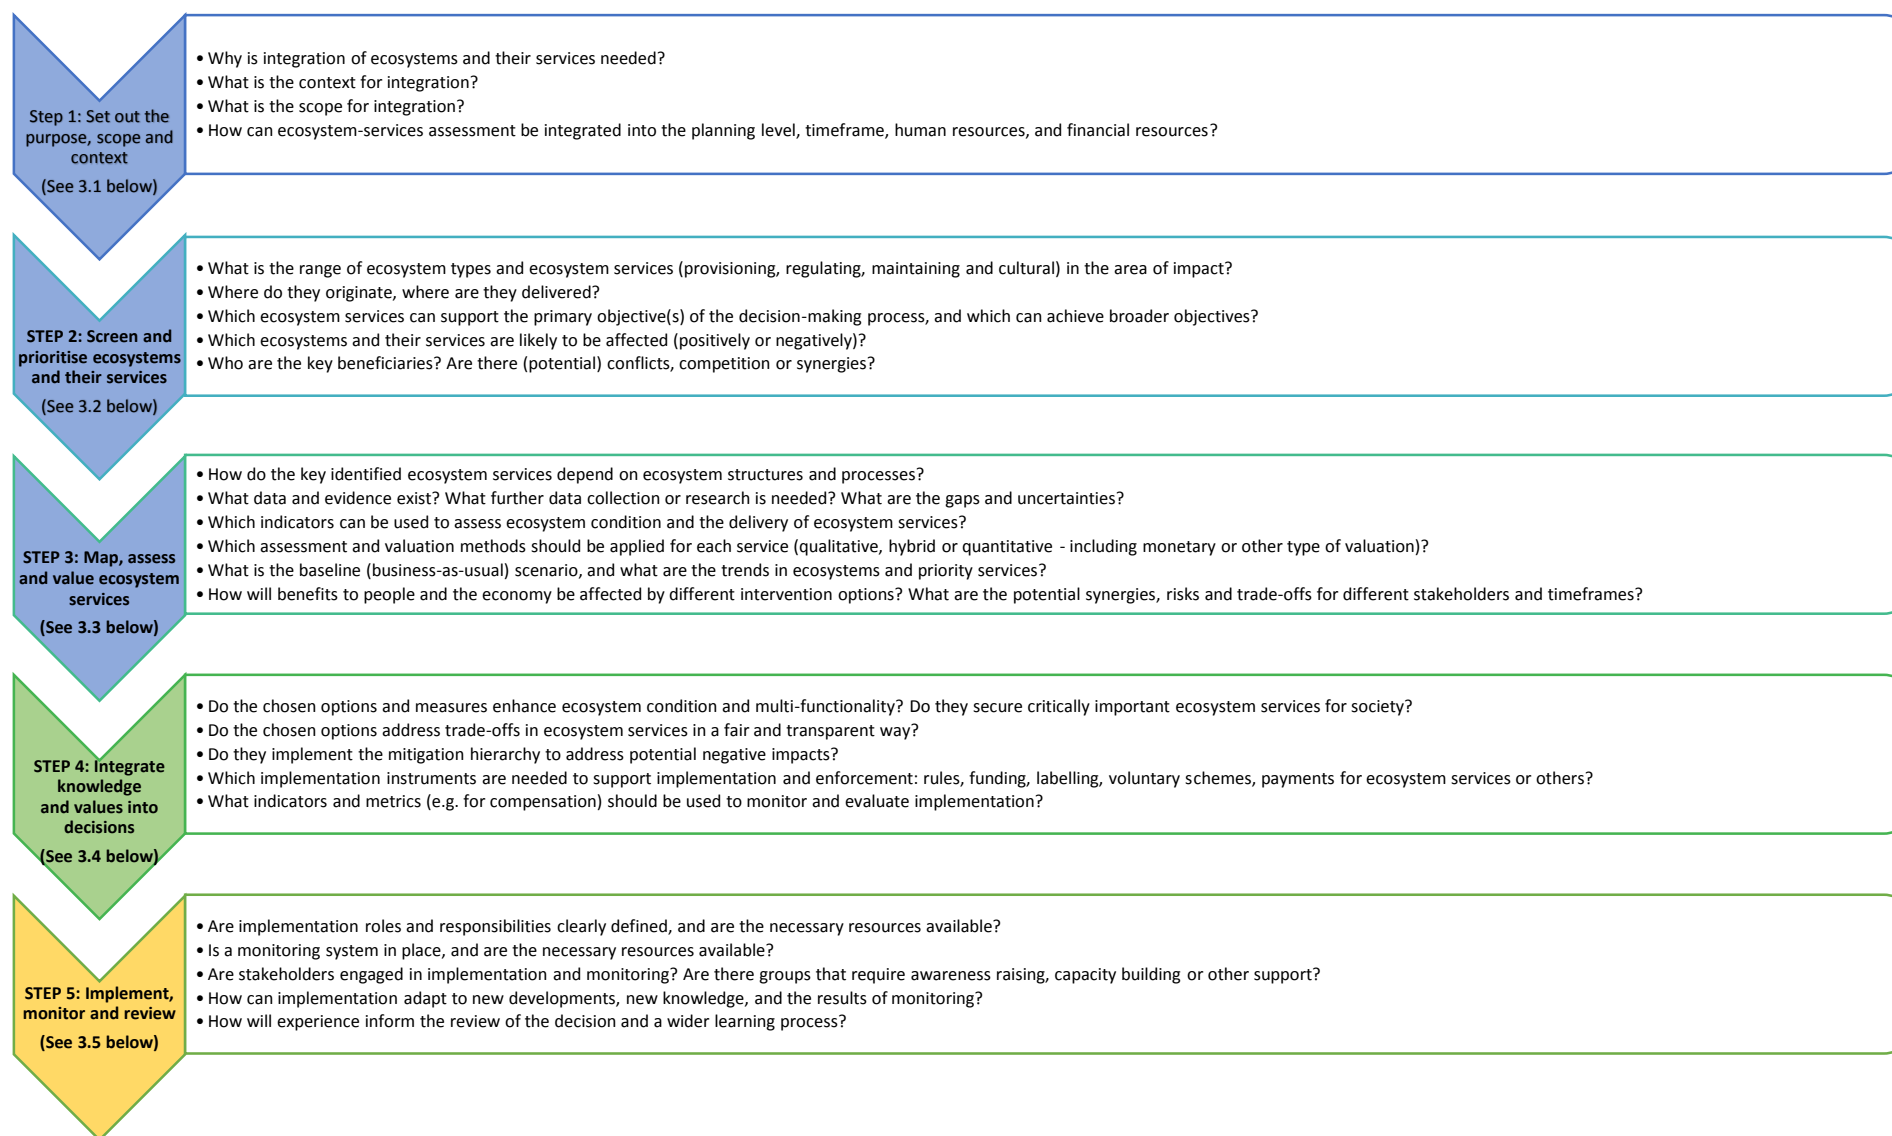 Step 1: Set out the
purpose, scope and
context
(See 3.1 below)
• Why is integration of ecosystems and their services needed?
• What is the context for integration?
• What is the scope for integration?
• How can ecosystem-services assessment be integrated into the planning level, timeframe, human resources, and financial resources?
STEP 2: Screen and
prioritise ecosystems
and their services
(See 3.2 below)
• What is the range of ecosystem types and ecosystem services (provisioning, regulating, maintaining and cultural) in the area of impact?
• Where do they originate, where are they delivered?
• Which ecosystem services can support the primary objective(s) of the decision-making process, and which can achieve broader objectives?
• Which ecosystems and their services are likely to be affected (positively or negatively)?
• Who are the key beneficiaries? Are there (potential) conflicts, competition or synergies?
STEP 3: Map, assess
and value ecosystem
services
(See 3.3 below)
• How do the key identified ecosystem services depend on ecosystem structures and processes?
• What data and evidence exist? What further data collection or research is needed? What are the gaps and uncertainties?
• Which indicators can be used to assess ecosystem condition and the delivery of ecosystem services?
• Which assessment and valuation methods should be applied for each service (qualitative, hybrid or quantitative - including monetary or other type of valuation)?
• What is the baseline (business-as-usual) scenario, and what are the trends in ecosystems and priority services?
• How will benefits to people and the economy be affected by different intervention options? What are the potential synergies, risks and trade-offs for different stakeholders and timeframes?
STEP 4: Integrate
knowledge
and values into
decisions
(See 3.4 below)
• Do the chosen options and measures enhance ecosystem condition and multi-functionality? Do they secure critically important ecosystem services for society?
• Do the chosen options address trade-offs in ecosystem services in a fair and transparent way?
• Do they implement the mitigation hierarchy to address potential negative impacts?
• Which implementation instruments are needed to support implementation and enforcement: rules, funding, labelling, voluntary schemes, payments for ecosystem services or others?
• What indicators and metrics (e.g. for compensation) should be used to monitor and evaluate implementation?
STEP 5: Implement,
monitor and review
(See 3.5 below)
• Are implementation roles and responsibilities clearly defined, and are the necessary resources available?
• Is a monitoring system in place, and are the necessary resources available?
• Are stakeholders engaged in implementation and monitoring? Are there groups that require awareness raising, capacity building or other support?
• How can implementation adapt to new developments, new knowledge, and the results of monitoring?
• How will experience inform the review of the decision and a wider learning process?